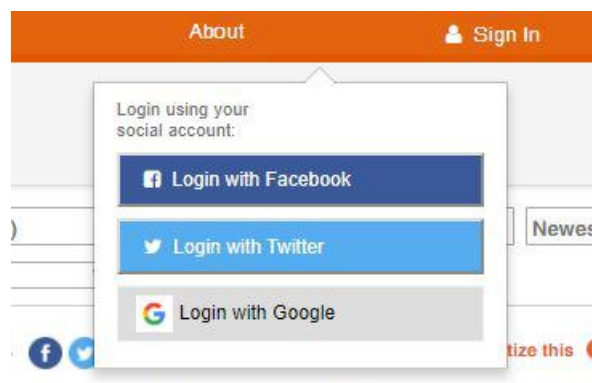 About
Sign In
Login using your
social account:
Login with Facebook
)
Newes
Login with Twitter
Login with Google
tize this